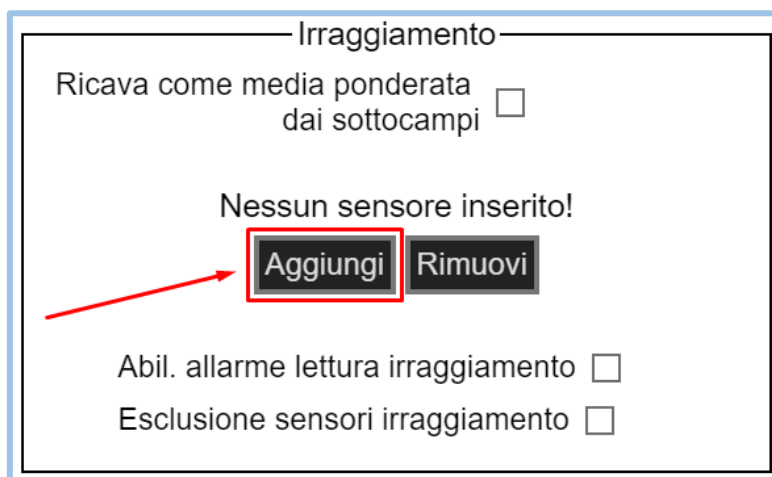 Irraggiamento
Ricava come media ponderata
dai sottocampi
Nessun sensore inserito!
Aggiungi Rimuovi
Abil. allarme lettura irraggiamento
Esclusione sensori irraggiamento